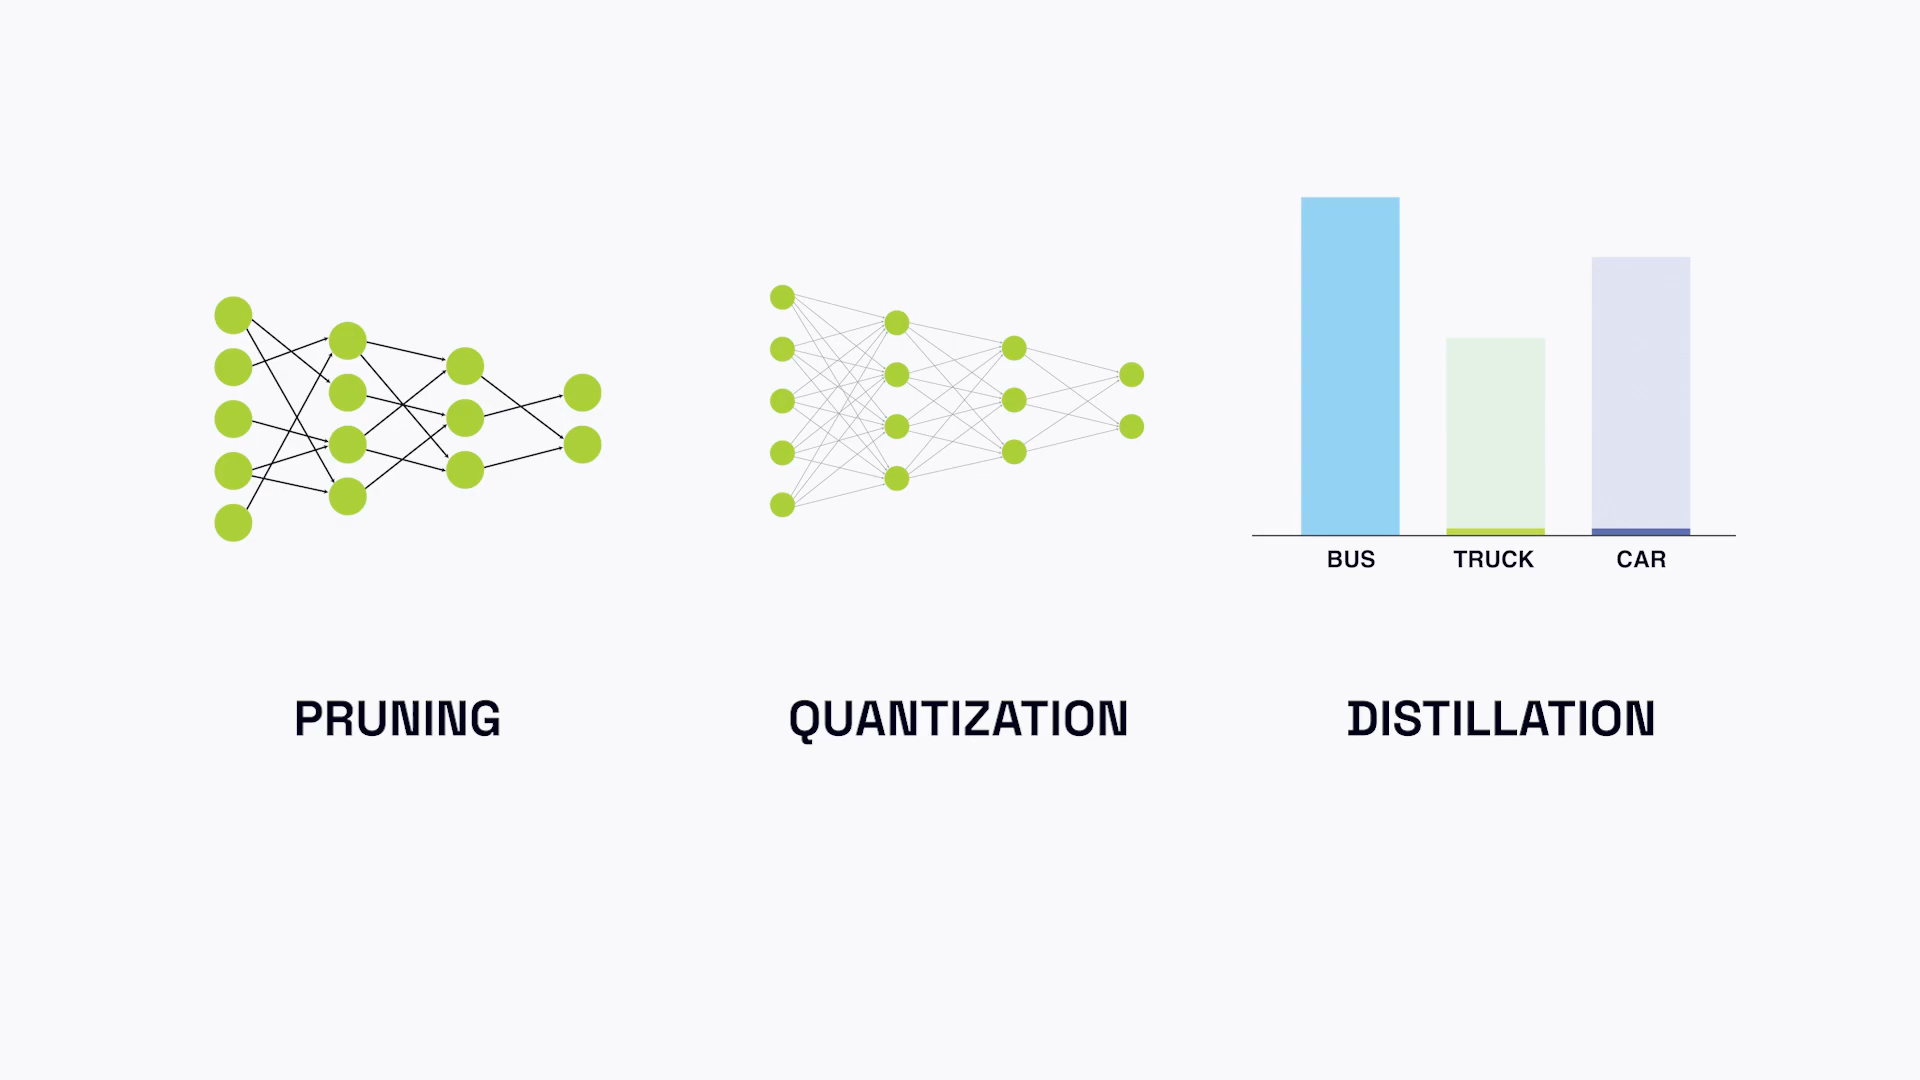 BUS
TRUCK
CAR
PRUNING
QUANTIZATION
DISTILLATION